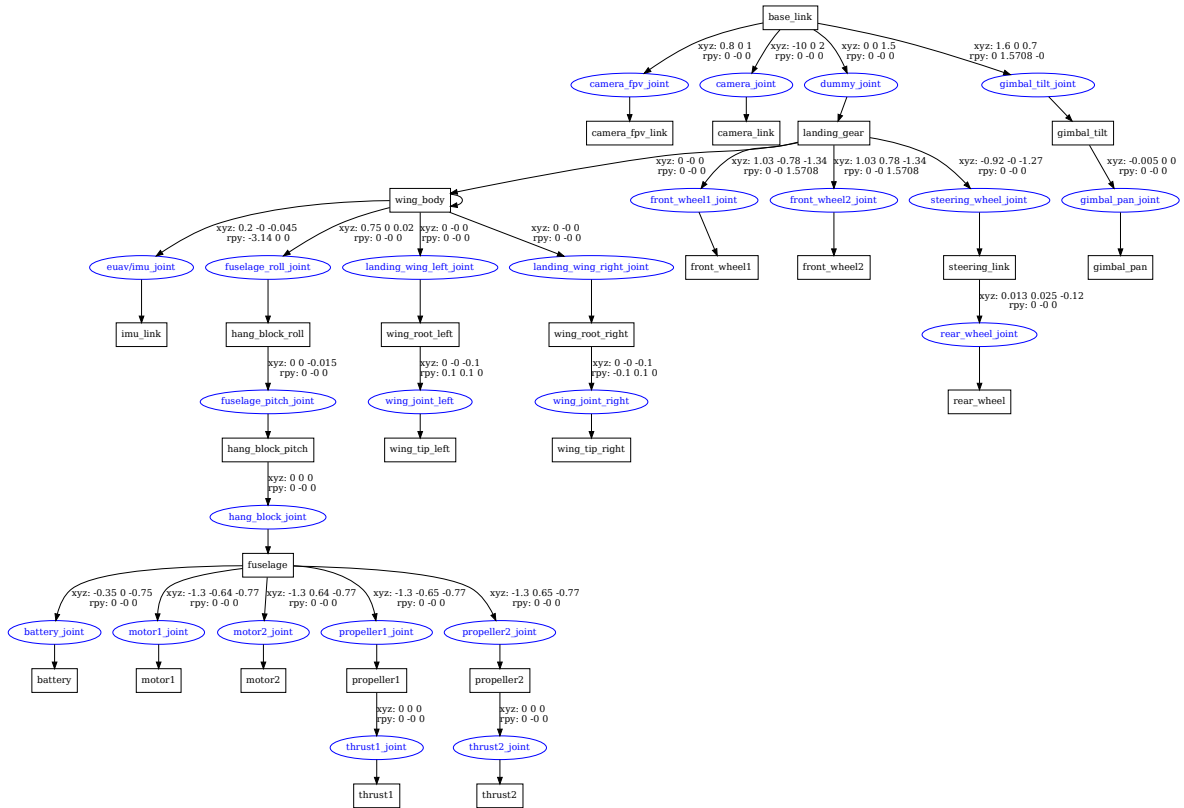 base_link
xyz: 0.8 0 1
rpy: 0 -0 0
xyz: -10 0 2
rpy: 0 -0 0
xyz: 0 0 1.5
rpy: 0 -0 0
xyz: 1.6 0 0.7
rpy: 0 1.5708 -0
camera_fpv_joint
camera_joint
dummy_joint
gimbal_tilt_joint
camera_fpv_link
camera_link
landing_gear
gimbal_tilt
xyz: 0 -0 0
rpy: 0 -0 0
xyz: 1.03 -0.78 -1.34
rpy: 0 -0 1.5708
xyz: 1.03 0.78 -1.34
rpy: 0 -0 1.5708
xyz: -0.92 -0 -1.27
rpy: 0 -0 0
xyz: -0.005 0 0
rpy: 0 -0 0
wing_body
front_wheel1_joint
front_wheel2_joint
steering_wheel_joint
gimbal_pan_joint
xyz: 0.2 -0 -0.045
rpy: -3.14 0 0
xyz: 0.75 0 0.02
rpy: 0 -0 0
xyz: 0 -0 0
rpy: 0 -0 0
xyz: 0 -0 0
rpy: 0 -0 0
euav/imu_joint
fuselage_roll_joint
landing_wing_left_joint
landing_wing_right_joint
front_wheel1
front_wheel2
steering_link
gimbal_pan
xyz: 0.013 0.025 -0.12
rpy: 0 -0 0
imu_link
hang_block_roll
wing_root_left
wing_root_right
rear_wheel_joint
xyz: 0 0 -0.015
rpy: 0 -0 0
xyz: 0 -0 -0.1
rpy: 0.1 0.1 0
xyz: 0 -0 -0.1
rpy: -0.1 0.1 0
fuselage_pitch_joint
wing_joint_left
wing_joint_right
rear_wheel
hang_block_pitch
wing_tip_left
wing_tip_right
xyz: 0 0 0
rpy: 0 -0 0
hang_block_joint
fuselage
xyz: -0.35 0 -0.75
rpy: 0 -0 0
xyz: -1.3 -0.64 -0.77
rpy: 0 -0 0
xyz: -1.3 0.64 -0.77
rpy: 0 -0 0
xyz: -1.3 -0.65 -0.77
rpy: 0 -0 0
xyz: -1.3 0.65 -0.77
rpy: 0 -0 0
battery_joint
motor1_joint
motor2_joint
propeller1_joint
propeller2_joint
battery
motor1
motor2
propeller1
propeller2
xyz: 0 0 0
rpy: 0 -0 0
xyz: 0 0 0
rpy: 0 -0 0
thrust1_joint
thrust2_joint
thrust1
thrust2